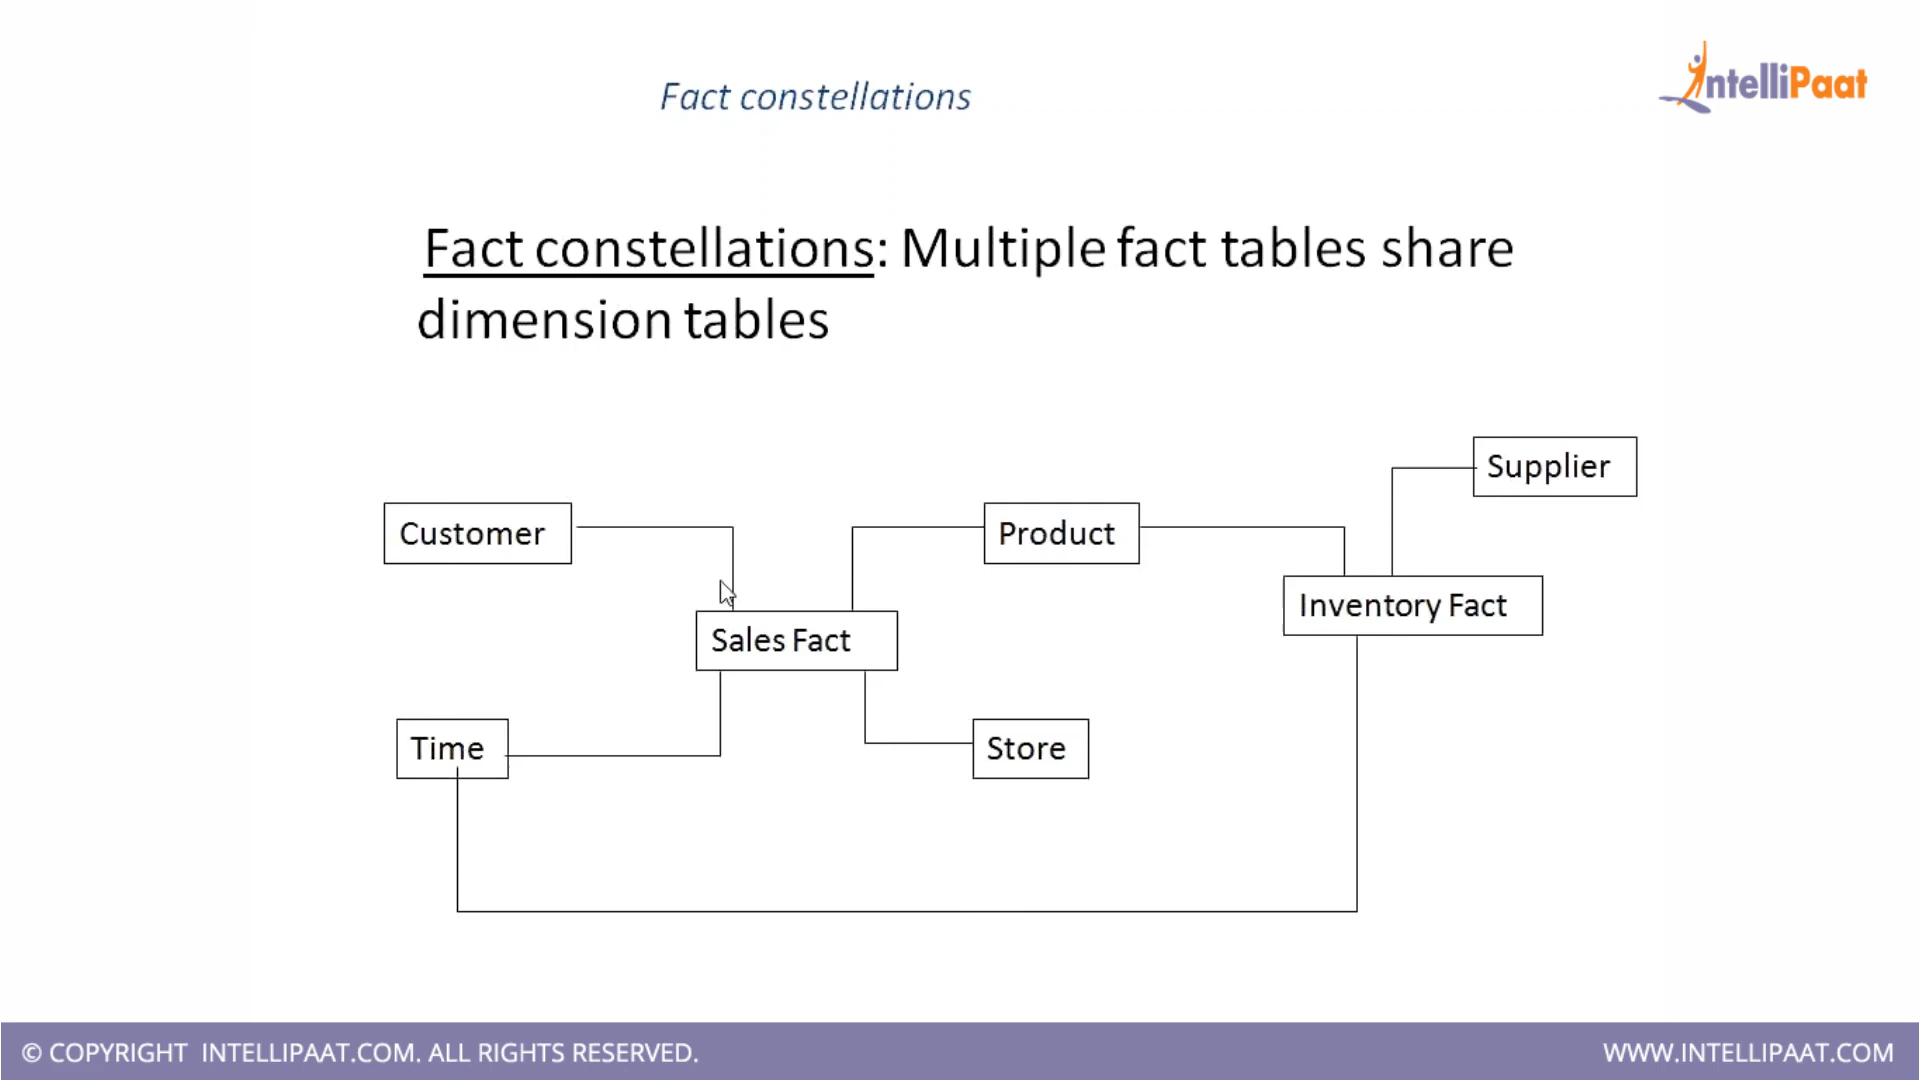 Fact constellations
IntelliPaat
Fact constellations: Multiple fact tables share
dimension tables
Supplier
Customer
Product
Inventory Fact
Sales Fact
Time
Store
© COPYRIGHT INTELLIPAAT.COM. ALL RIGHTS RESERVED.
WWW.INTELLIPAAT.COM